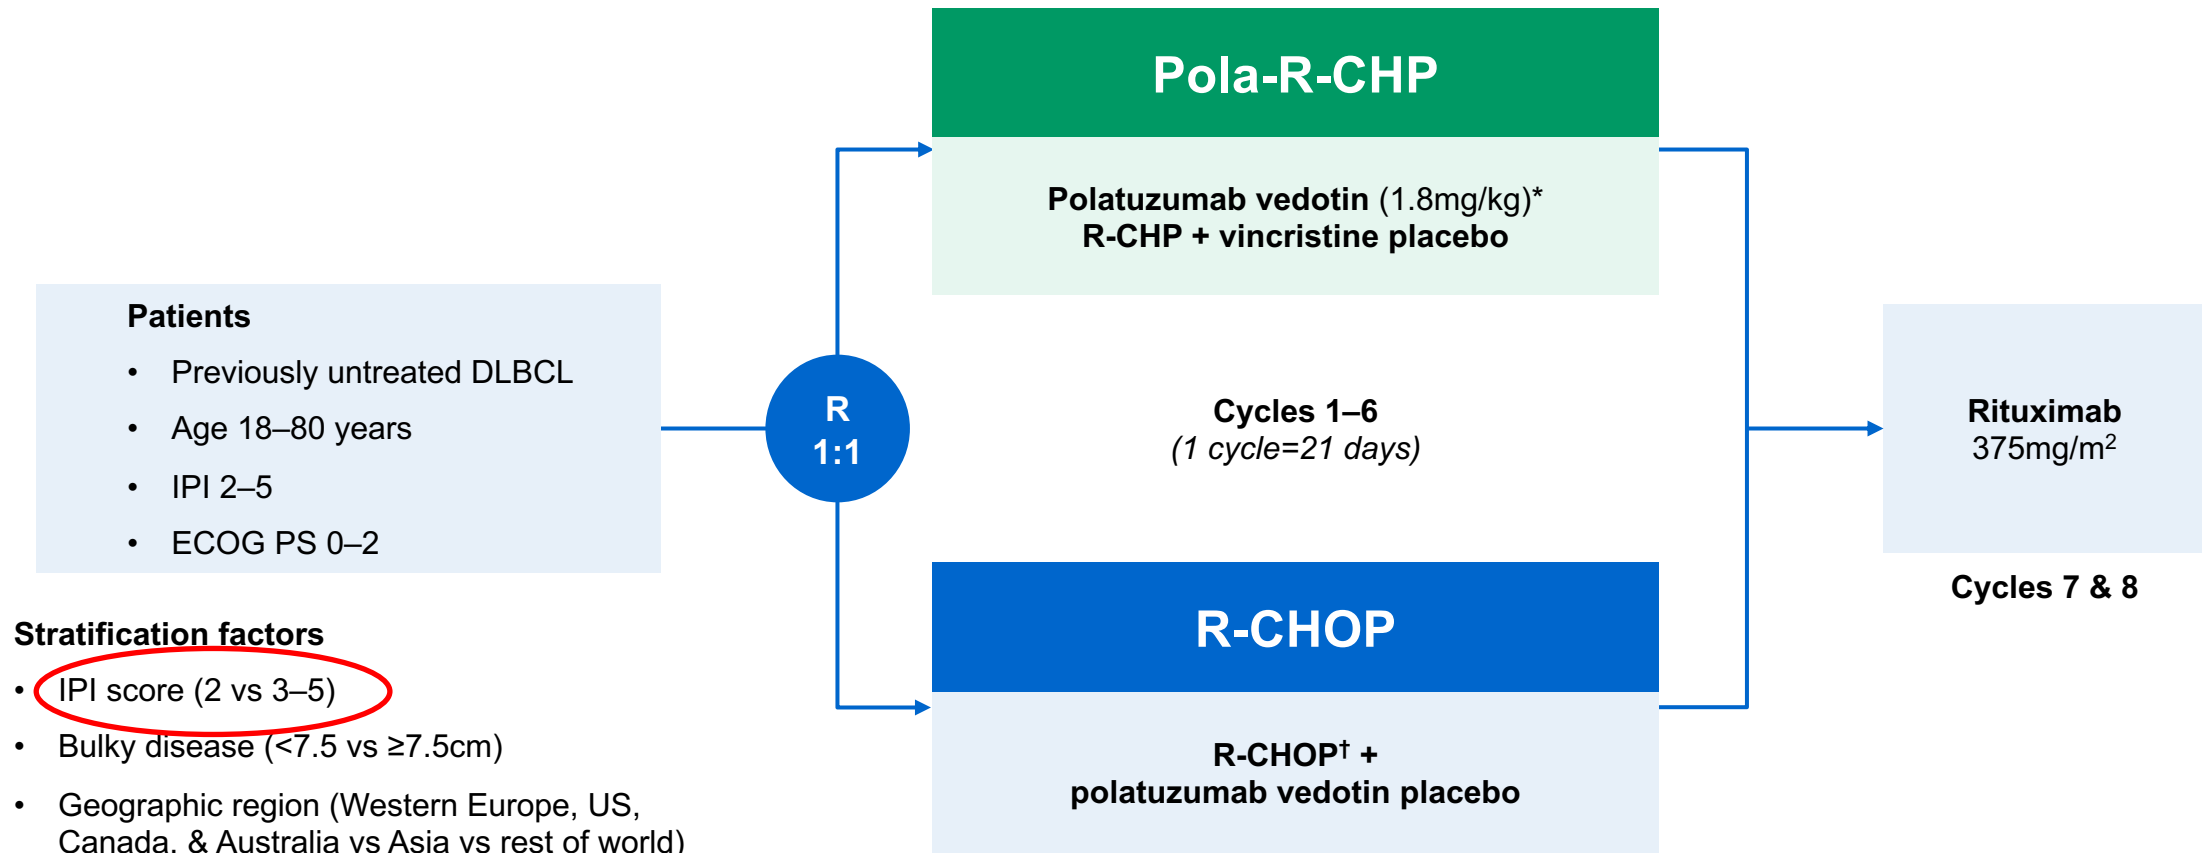 Patients
• Previously untreated DLBCL
• Age 18–80 years
• IPI 2–5
• ECOG PS 0–2
Stratification factors
• IPI score (2 vs 3–5)
• Bulky disease (<7.5 vs ≥7.5cm)
• Geographic region (Western Europe, US,
Canada, & Australia vs Asia vs rest of world)
R
1:1
Pola-R-CHP
Polatuzumab vedotin (1.8mg/kg)*
R-CHP + vincristine placebo
Cycles 1–6
(1 cycle=21 days)
R-CHOP
R-CHOP† +
polatuzumab vedotin placebo
Rituximab
375mg/m²
Cycles 7 & 8